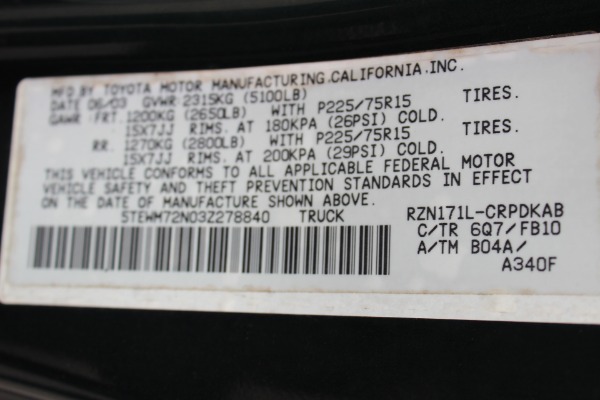 MFD BY TOYOTA MOTOR MANUFACTURING.CALIFORNIA.INC.
DATE 06/03 GVWR 2315KG (5100LB)
GAWR: FRT. 1200KG (2650LB) WITH P225/75R15 TIRES.
15X7JJ RIMS. AT 180KPA (26PSI) COLD.
RR. 1270KG (2800LB) WITH P225/75R15 TIRES.
15X7JJ RIMS. AT 200KPA (29PSI) COLD.
THIS VEHICLE CONFORMS TO ALL APPLICABLE FEDERAL MOTOR
VEHICLE SAFETY AND THEFT PREVENTION STANDARDS IN EFFECT
ON THE DATE OF MANUFACTURE SHOWN ABOVE.
5TEWM72N03Z278840 TRUCK RZN171L-CRPDKAB
C/TR 6Q7/FB10
A/TM B04A/
A340F